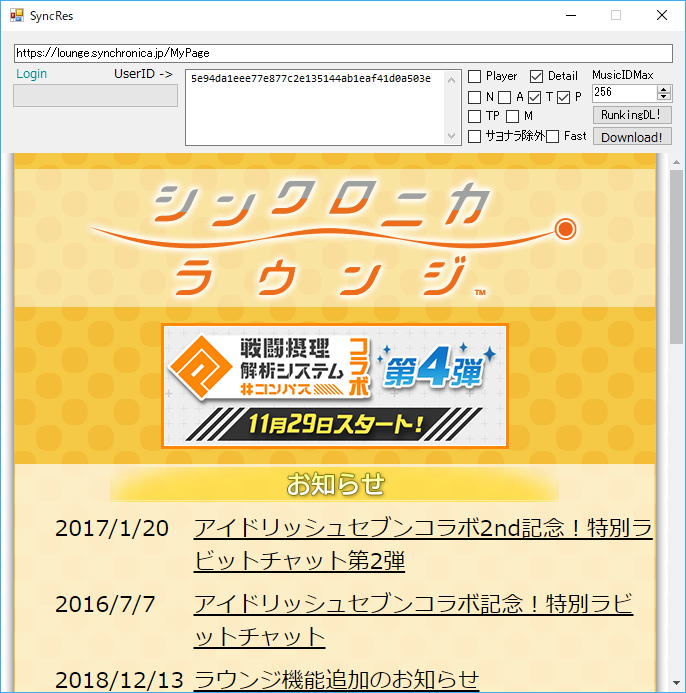 SyncRes
https://lounge.synchronica.jp/MyPage
Login UserID ->
5e94da1eee77e877c2e135144ab1eaf41d0a503e
Player Detail MusicIDMax
N A T P 256
TP M RunkingDL!
サヨナラ除外 Fast Download!
シンクロニカ
ラウンジ™
戦闘摂理
解析システム
#コンパス
コラボ
第4弾
11月29日スタート!
お知らせ
2017/1/20 アイドリッシュセブンコラボ2nd記念！特別ラ
ビットチャット第2弾
2016/7/7 アイドリッシュセブンコラボ記念！特別ラビ
ットチャット
2018/12/13 ラウンジ機能追加のお知らせ